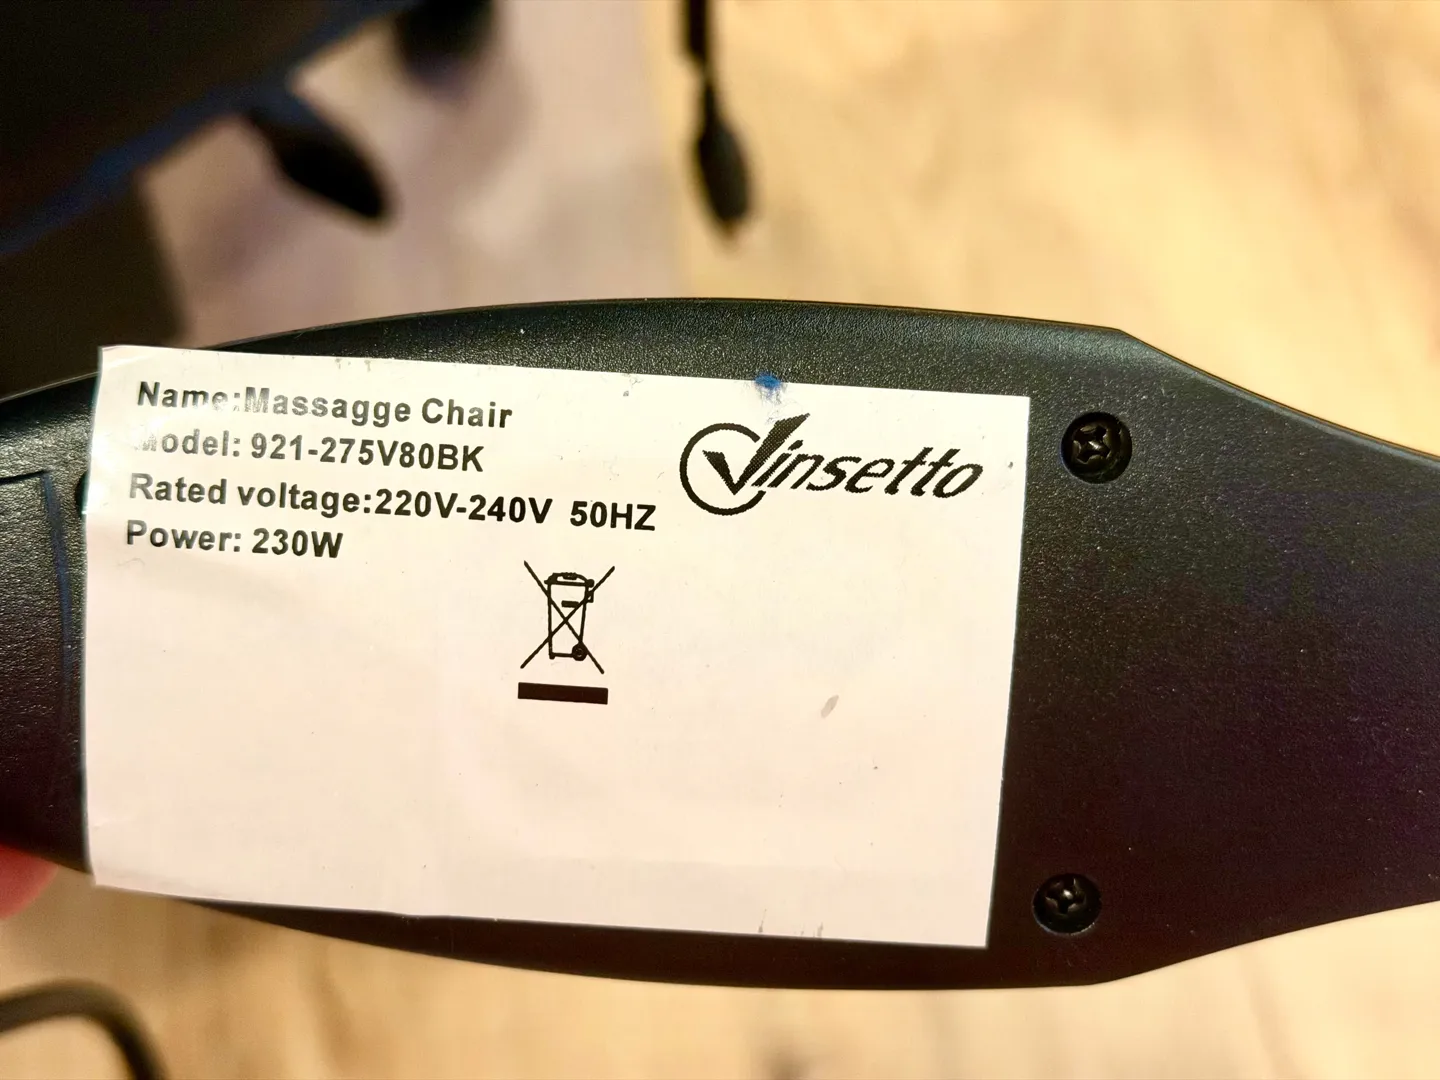 Name:Massagge Chair
Model: 921-275V80BK
Rated voltage:220V-240V 50HZ
Power: 230W
Vinsetto